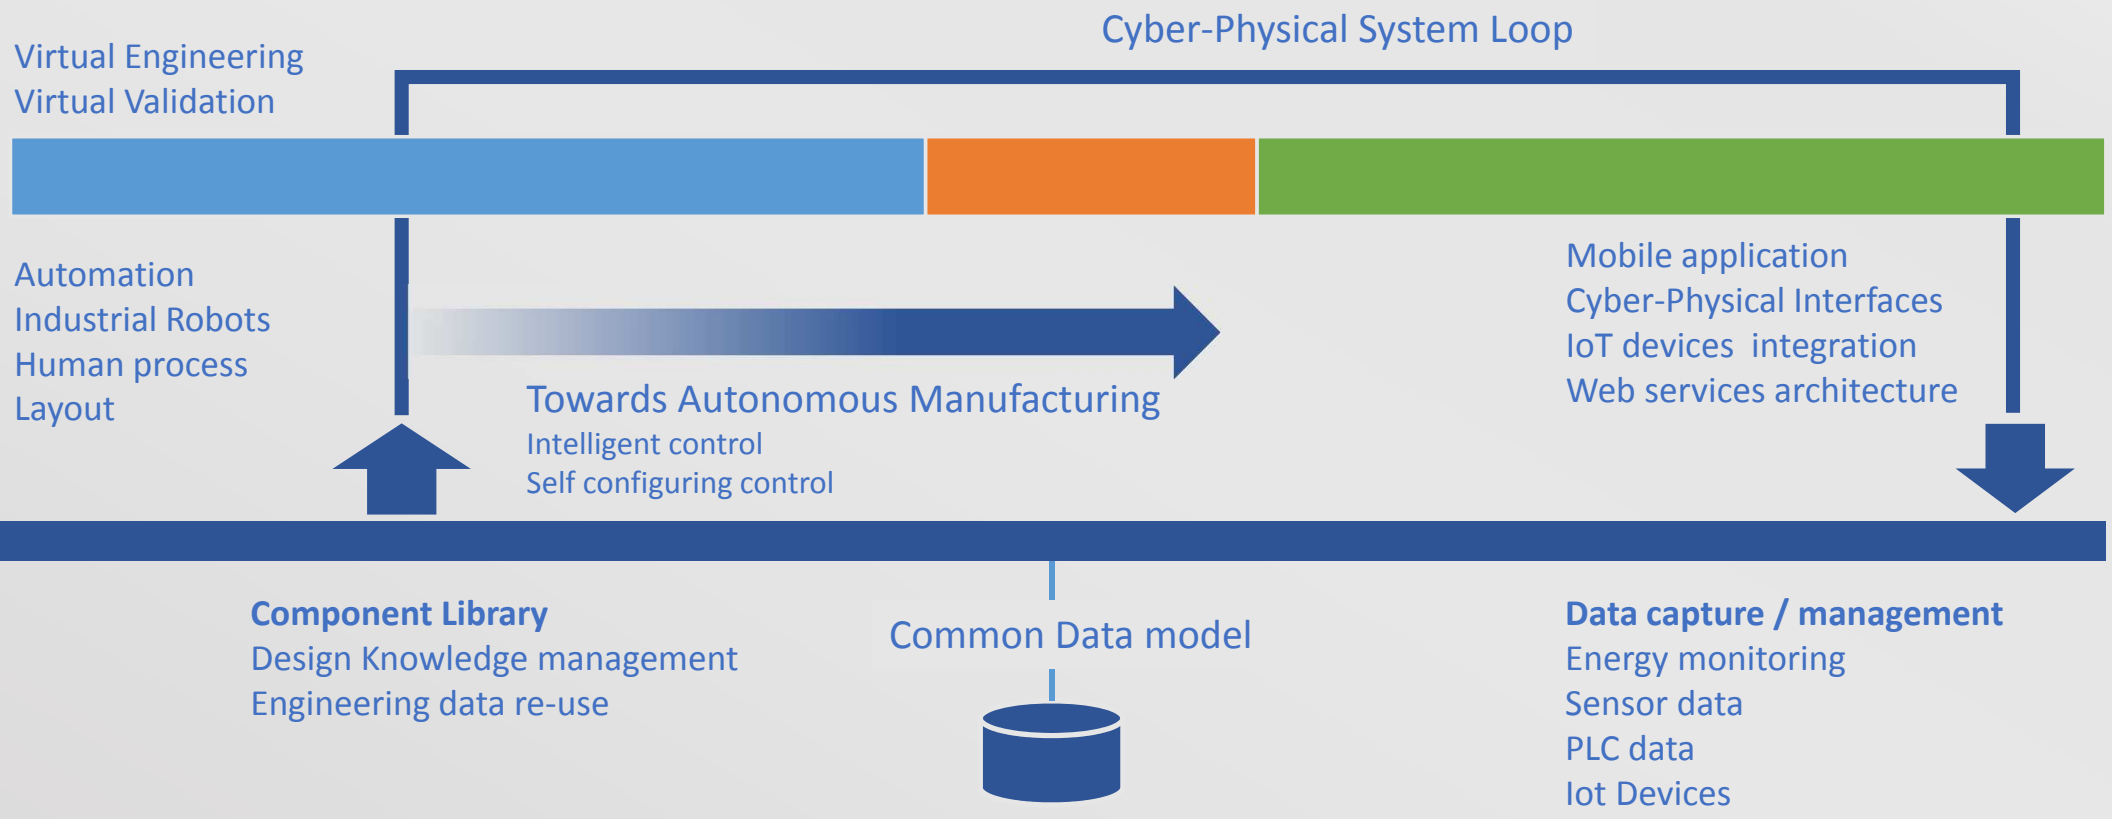 Cyber-Physical System Loop
Virtual Engineering
Virtual Validation
Automation
Industrial Robots
Human process
Layout
Towards Autonomous Manufacturing
Intelligent control
Self configuring control
Mobile application
Cyber-Physical Interfaces
IoT devices  integration
Web services architecture
Component Library
Design Knowledge management
Engineering data re-use
Common Data model
Data capture / management
Energy monitoring
Sensor data
PLC data
Iot Devices